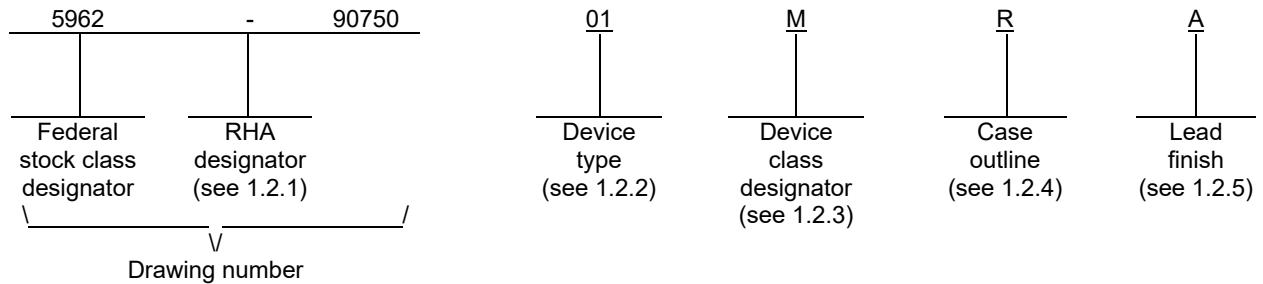 5962 - 90750 01 M R A
Federal stock class designator
RHA designator (see 1.2.1)
Device type (see 1.2.2)
Device class designator (see 1.2.3)
Case outline (see 1.2.4)
Lead finish (see 1.2.5)
Drawing number